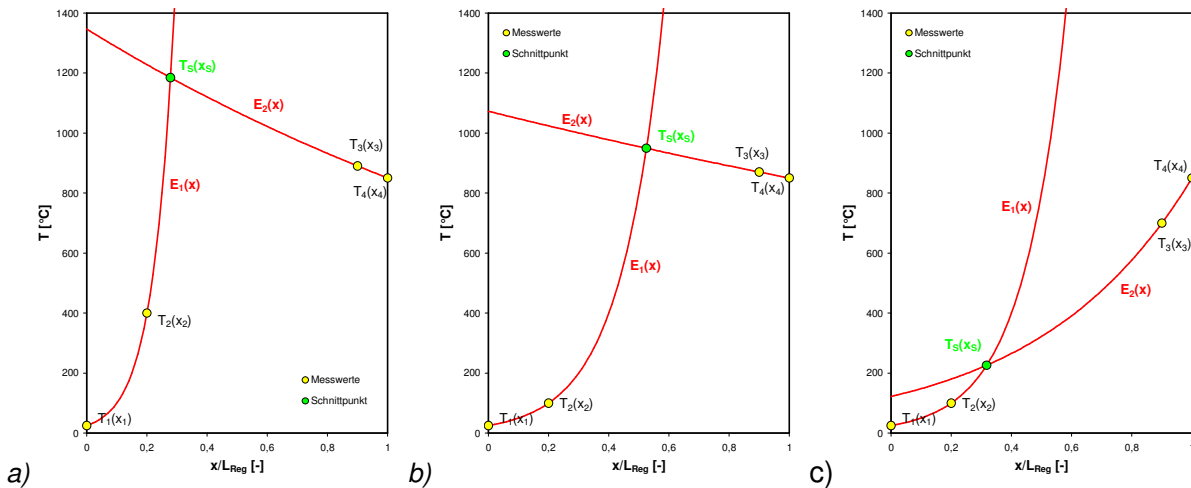 1400
1200
1000
800
600
400
200
0
T [°C]
T_S(x_S)
E_2(x)
T_3(x_3)
T_4(x_4)
E_1(x)
T_2(x_2)
Messwerte
Schnittpunkt
T_1(x_1)
0
0,2
0,4
0,6
0,8
1
x/L_Reg [-]
a)
1400
1200
1000
800
600
400
200
0
T [°C]
Messwerte
Schnittpunkt
E_2(x)
T_S(x_S)
T_3(x_3)
T_4(x_4)
E_1(x)
T_2(x_2)
T_1(x_1)
0
0,2
0,4
0,6
0,8
1
x/L_Reg [-]
b)
1400
1200
1000
800
600
400
200
0
T [°C]
Messwerte
Schnittpunkt
T_4(x_4)
E_1(x)
T_3(x_3)
E_2(x)
T_S(x_S)
T_2(x_2)
T_1(x_1)
0
0,2
0,4
0,6
0,8
1
x/L_Reg [-]
c)